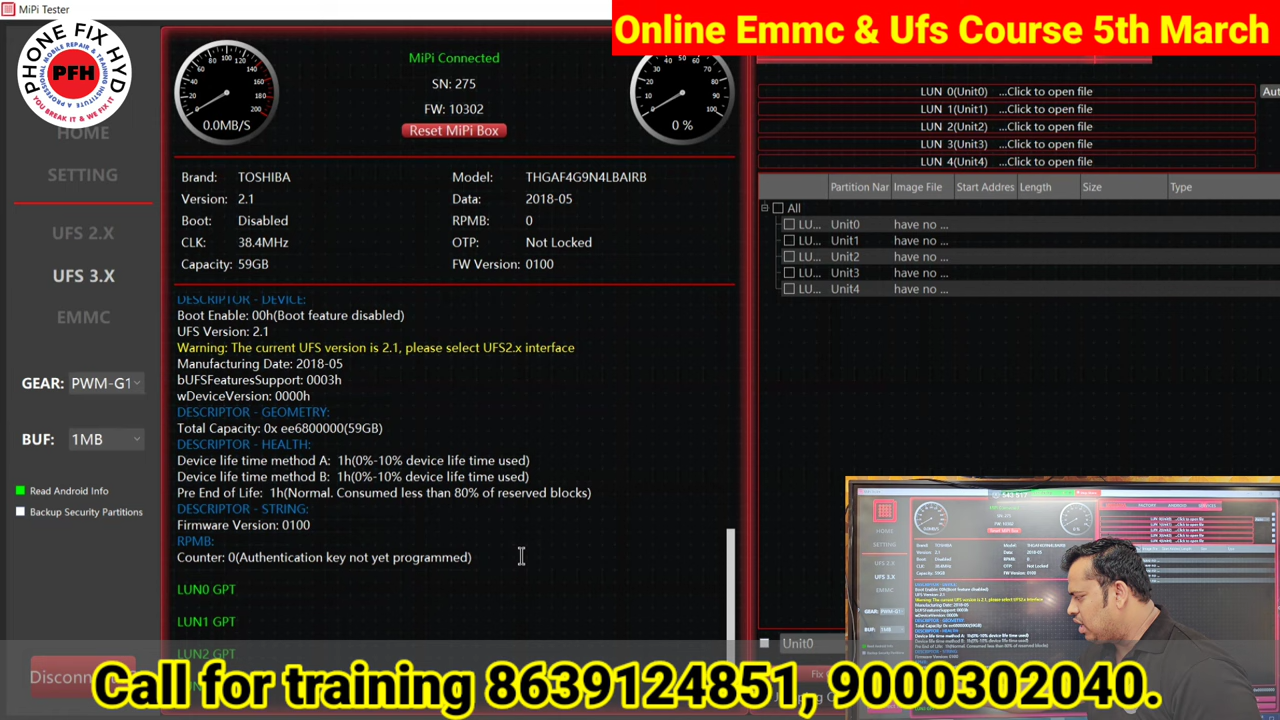 MiPi Tester
Online Emmc & Ufs Course 5th March
PHONE FIX HYD
MOBILE REPAIR & TRAINING INSTITUTE
PFH
YOU BREAK IT & WE FIX IT
HOME
SETTING
UFS 2.X
UFS 3.X
EMMC
GEAR: PWM-G1
BUF: 1MB
Read Android Info
Backup Security Partitions
0.0MB/S
MiPi Connected
SN: 275
FW: 10302
Reset MiPi Box
0 %
Brand: TOSHIBA Model: THGAF4G9N4LBAIRB
Version: 2.1 Data: 2018-05
Boot: Disabled RPMB: 0
CLK: 38.4MHz OTP: Not Locked
Capacity: 59GB FW Version: 0100
DESCRIPTOR - DEVICE:
Boot Enable: 00h(Boot feature disabled)
UFS Version: 2.1
Warning: The current UFS version is 2.1, please select UFS2.x interface
Manufacturing Date: 2018-05
bUFSFeaturesSupport: 0003h
wDeviceVersion: 0000h
DESCRIPTOR - GEOMETRY:
Total Capacity: 0x ee6800000(59GB)
DESCRIPTOR - HEALTH:
Device life time method A: 1h(0%-10% device life time used)
Device life time method B: 1h(0%-10% device life time used)
Pre End of Life: 1h(Normal. Consumed less than 80% of reserved blocks)
DESCRIPTOR - STRING:
Firmware Version: 0100
RPMB:
Counter: 0(Authentication key not yet programmed)
LUN0 GPT
LUN1 GPT
LUN2 GPT
LUN 0(Unit0) ...Click to open file
LUN 1(Unit1) ...Click to open file
LUN 2(Unit2) ...Click to open file
LUN 3(Unit3) ...Click to open file
LUN 4(Unit4) ...Click to open file
Partition Nar Image File Start Addres Length Size Type
All
LU... Unit0 have no ...
LU... Unit1 have no ...
LU... Unit2 have no ...
LU... Unit3 have no ...
LU... Unit4 have no ...
Unit0
Call for training 8639124851, 9000302040.